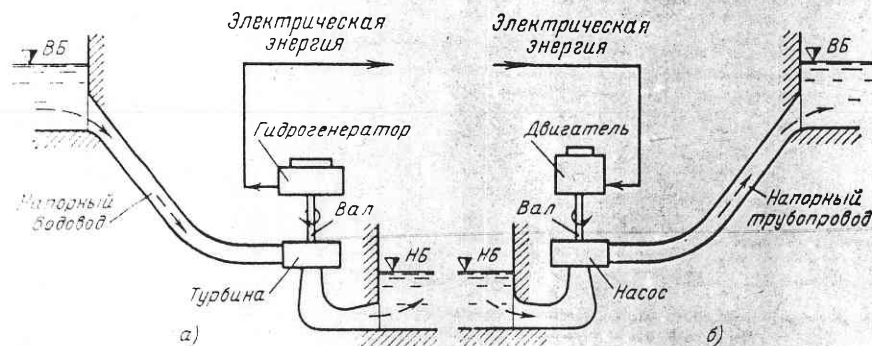 Электрическая
энергия
ВБ
Гидрогенератор
Напорный
водовод
Вал
НБ
Турбина
а)
Электрическая
энергия
ВБ
Двигатель
Напорный
трубопровод
Вал
НБ
Насос
б)